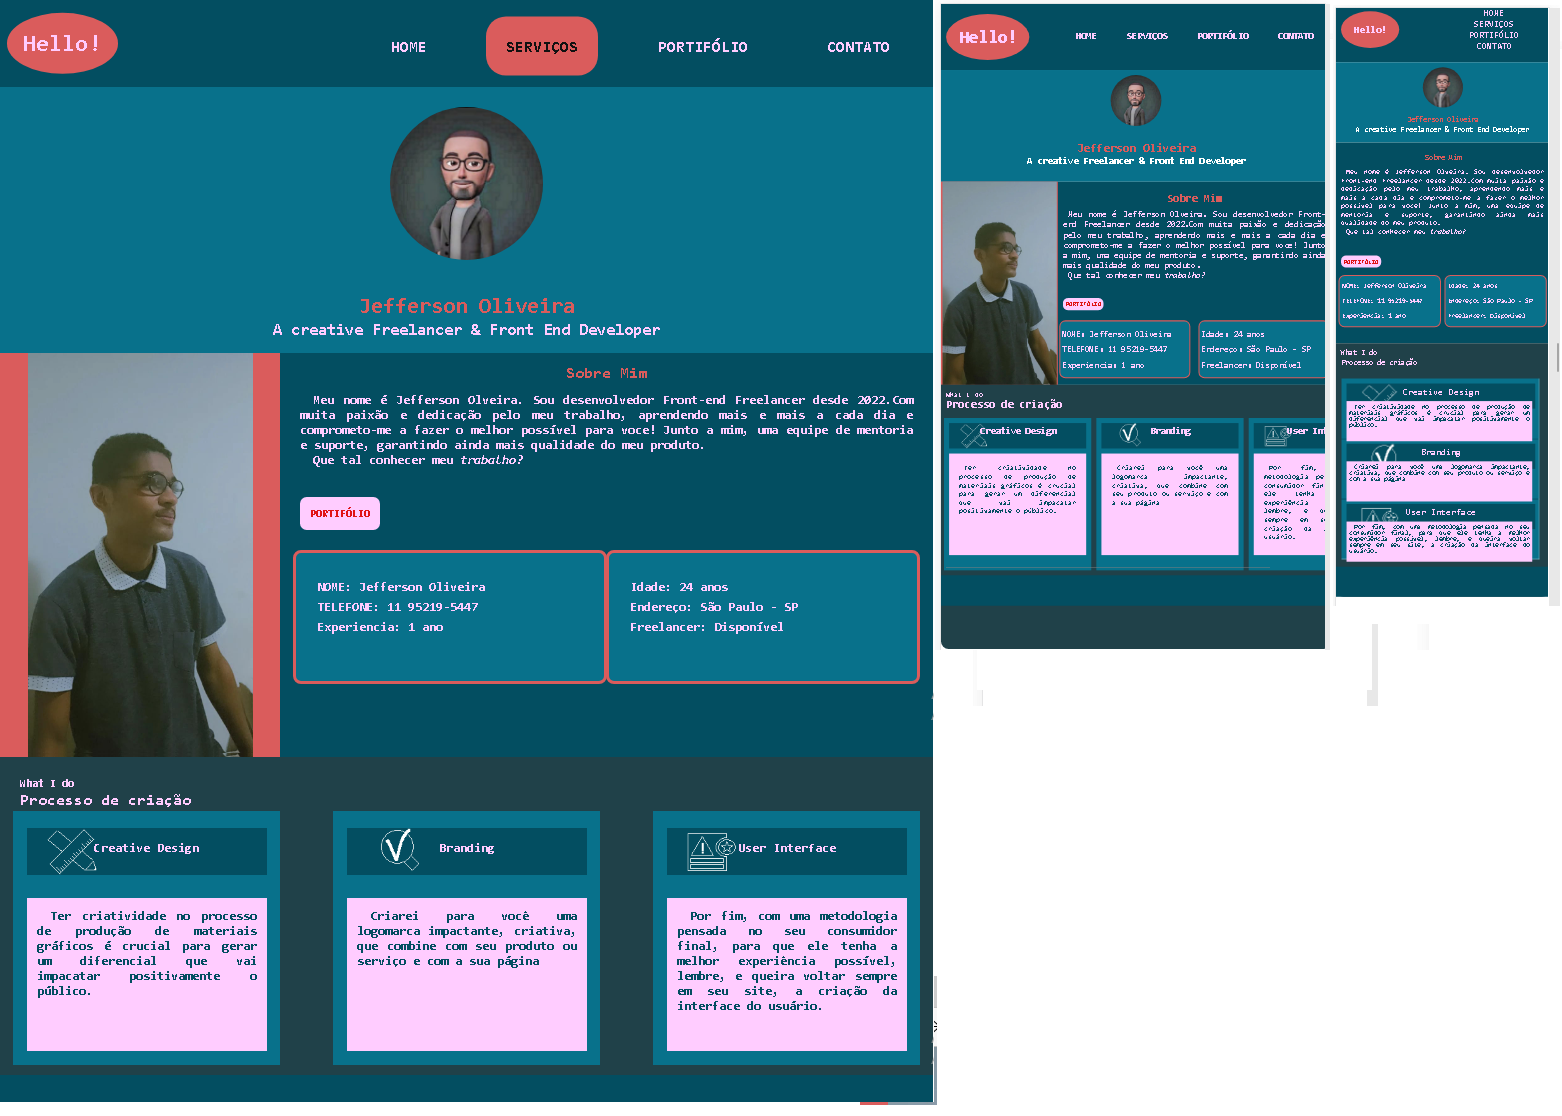 Hello!
HOME
SERVIÇOS
PORTIFÓLIO
CONTATO
Jefferson Oliveira
A creative Freelancer & Front End Developer
Sobre Mim
Meu nome é Jefferson Olveira. Sou desenvolvedor Front-end Freelancer desde 2022.Com
muita paixão e dedicação pelo meu trabalho, aprendendo mais e mais a cada dia e
comprometo-me a fazer o melhor possível para voce! Junto a mim, uma equipe de mentoria
e suporte, garantindo ainda mais qualidade do meu produto.
Que tal conhecer meu trabalho?
PORTIFÓLIO
NOME: Jefferson Oliveira
TELEFONE: 11 95219-5447
Experiencia: 1 ano
Idade: 24 anos
Endereço: São Paulo - SP
Freelancer: Disponível
What I do
Processo de criação
Creative Design
Ter criatividade no processo
de produção de materiais
gráficos é crucial para gerar
um diferencial que vai
impacatar positivamente o
público.
Branding
Criarei para você uma
logomarca impactante, criativa,
que combine com seu produto ou
serviço e com a sua página
User Interface
Por fim, com uma metodologia
pensada no seu consumidor
final, para que ele tenha a
melhor experiência possível,
lembre, e queira voltar sempre
em seu site, a criação da
interface do usuário.
Hello!
HOME
SERVIÇOS
PORTIFÓLIO
CONTATO
Jefferson Oliveira
A creative Freelancer & Front End Developer
Sobre Mim
Meu nome é Jefferson Olveira. Sou desenvolvedor Front-
end Freelancer desde 2022.Com muita paixão e dedicação
pelo meu trabalho, aprendendo mais e mais a cada dia e
comprometo-me a fazer o melhor possível para voce! Junto
a mim, uma equipe de mentoria e suporte, garantindo ainda
mais qualidade do meu produto.
Que tal conhecer meu trabalho?
PORTIFÓLIO
NOME: Jefferson Oliveira
TELEFONE: 11 95219-5447
Experiencia: 1 ano
Idade: 24 anos
Endereço: São Paulo - SP
Freelancer: Disponível
What I do
Processo de criação
Creative Design
Ter criatividade no
processo de produção de
materiais gráficos é crucial
para gerar um diferencial
que vai impacatar
positivamente o público.
Branding
Criarei para você uma
logomarca impactante,
criativa, que combine com
seu produto ou serviço e com
a sua página
User Int
Por fim,
metodologia pe
consumidor fin
ele tenha
experiência
lembre, e qu
sempre em s
criação da
usuário.
Hello!
HOME
SERVIÇOS
PORTIFÓLIO
CONTATO
Jefferson Oliveira
A creative Freelancer & Front End Developer
Sobre Mim
Meu nome é Jefferson Olveira. Sou desenvolvedor
Front-end Freelancer desde 2022.Com muita paixão e
dedicação pelo meu trabalho, aprendendo mais e
mais a cada dia e comprometo-me a fazer o melhor
possível para voce! Junto a mim, uma equipe de
mentoria e suporte, garantindo ainda mais
qualidade do meu produto.
Que tal conhecer meu trabalho?
PORTIFÓLIO
NOME: Jefferson Oliveira
TELEFONE: 11 95219-5447
Experiencia: 1 ano
Idade: 24 anos
Endereço: São Paulo - SP
Freelancer: Disponível
What I do
Processo de criação
Creative Design
Ter criatividade no processo de produção de
materiais gráficos é crucial para gerar um
diferencial que vai impacatar positivamente o
público.
Branding
Criarei para você uma logomarca impactante,
criativa, que combine com seu produto ou serviço e
com a sua página
User Interface
Por fim, com uma metodologia pensada no seu
consumidor final, para que ele tenha a melhor
experiência possível, lembre, e queira voltar
sempre em seu site, a criação da interface do
usuário.